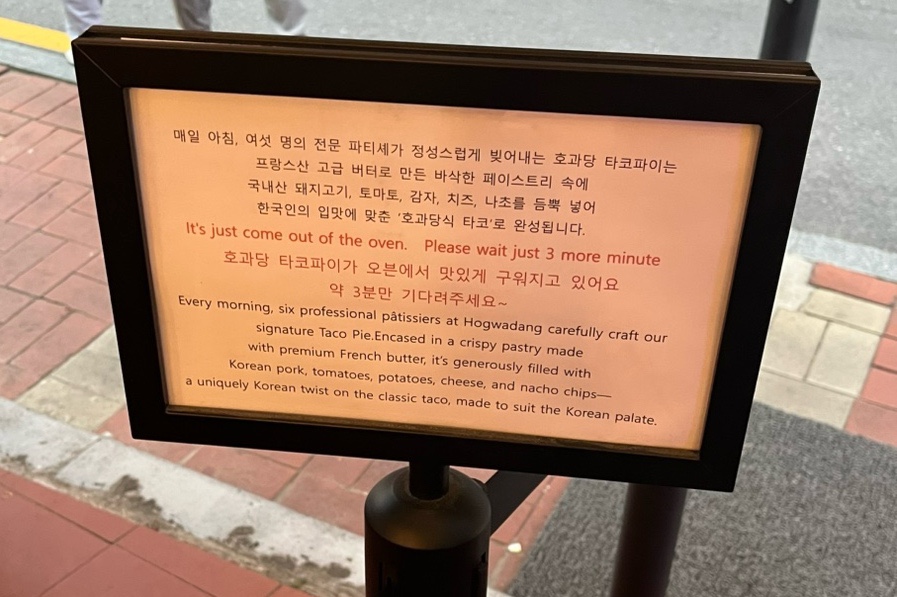 매일 아침, 여섯 명의 전문 파티셰가 정성스럽게 빚어내는 호과당 타코파이는
프랑스산 고급 버터로 만든 바삭한 페이스트리 속에
국내산 돼지고기, 토마토, 감자, 치즈, 나초를 듬뿍 넣어
한국인의 입맛에 맞춘 '호과당식 타코'로 완성됩니다.
It's just come out of the oven. Please wait just 3 more minute
호과당 타코파이가 오븐에서 맛있게 구워지고 있어요
약 3분만 기다려주세요~
Every morning, six professional pâtissiers at Hogwadang carefully craft our
signature Taco Pie.Encased in a crispy pastry made
with premium French butter, it's generously filled with
Korean pork, tomatoes, potatoes, cheese, and nacho chips—
a uniquely Korean twist on the classic taco, made to suit the Korean palate.